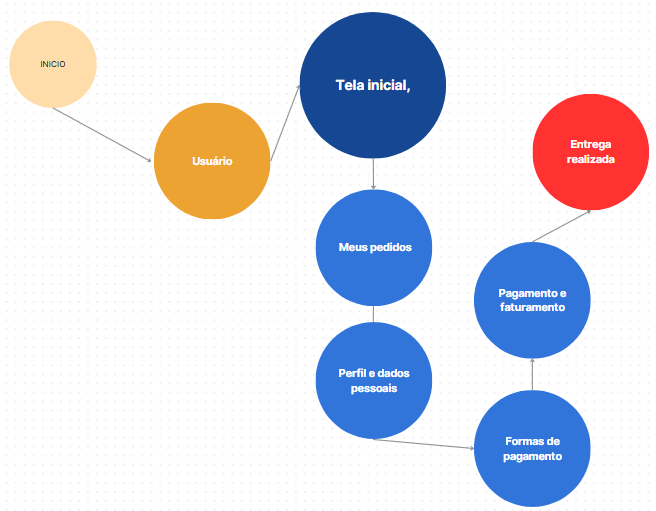 INICIO
Usuário
Tela inicial,
Meus pedidos
Perfil e dados
pessoais
Formas de
pagamento
Pagamento e
faturamento
Entrega
realizada